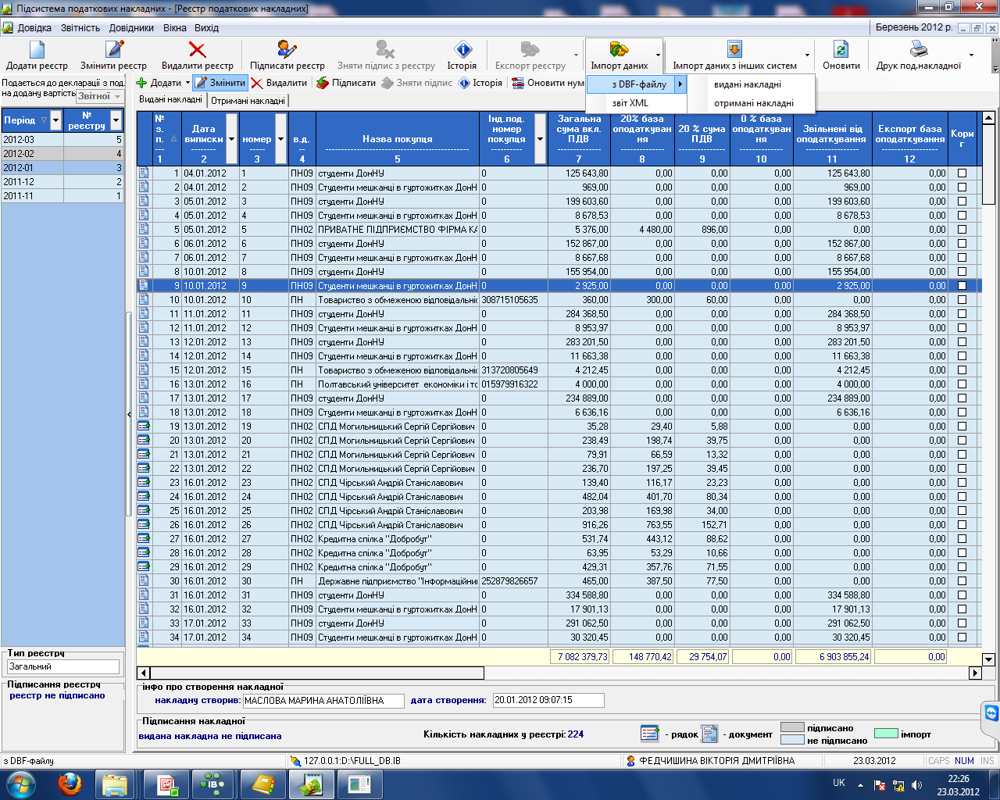 Підсистема податкових накладних - [Реєстр податкових накладних]
Довідка Звітність Довідники Вікна Вихід Березень 2012 р.
Додати реєстр Змінити реєстр Видалити реєстр Підписати реєстр Зняти підпис з реєстру Історія Експорт реєстру Імпорт даних Імпорт даних з інших систем Оновити Друк под.накладної
Подається до декларації з под.
на додану вартість Звітної
Додати Змінити Видалити Підписати Зняти підпис Історія Оновити нум
з DBF-файлу видані накладні
звіт XML отримані накладні
Видані накладні Отримані накладні
Період № реєстру
2012-03 5
2012-02 4
2012-01 3
2011-12 2
2011-11 1
№ з. п. Дата виписки номер в.д. Назва покупця Інд.под. номер покупця Загальна сума вкл. ПДВ 20% база оподаткування 20 % сума ПДВ 0 % база оподаткування Звільнені від оподаткування Експорт база оподаткування Кориг
1 2 3 4 5 6 7 8 9 10 11 12
1 04.01.2012 1 ПН09 студенти ДонНУ 0 125 643,80 0,00 0,00 0,00 125 643,80 0,00
2 04.01.2012 2 ПН09 Студенти мешканці в гуртожитках ДонН 0 969,00 0,00 0,00 0,00 969,00 0,00
3 05.01.2012 3 ПН09 студенти ДонНУ 0 199 603,60 0,00 0,00 0,00 199 603,60 0,00
4 05.01.2012 4 ПН09 Студенти мешканці в гуртожитках ДонН 0 8 678,53 0,00 0,00 0,00 8 678,53 0,00
5 05.01.2012 5 ПН02 ПРИВАТНЕ ПІДПРИЄМСТВО ФІРМА КА 0 5 376,00 4 480,00 896,00 0,00 0,00 0,00
6 06.01.2012 6 ПН09 студенти ДонНУ 0 152 867,00 0,00 0,00 0,00 152 867,00 0,00
7 06.01.2012 7 ПН09 Студенти мешканці в гуртожитках ДонН 0 8 667,68 0,00 0,00 0,00 8 667,68 0,00
8 10.01.2012 8 ПН09 студенти ДонНУ 0 155 954,00 0,00 0,00 0,00 155 954,00 0,00
9 10.01.2012 9 ПН09 Студенти мешканці в гуртожитках ДонН 0 2 925,00 0,00 0,00 0,00 2 925,00 0,00
10 10.01.2012 10 ПН Товариство з обмеженою відповідальніс 308715105635 360,00 300,00 60,00 0,00 0,00 0,00
11 11.01.2012 11 ПН09 студенти ДонНУ 0 284 368,50 0,00 0,00 0,00 284 368,50 0,00
12 11.01.2012 12 ПН09 Студенти мешканці в гуртожитках ДонН 0 8 953,97 0,00 0,00 0,00 8 953,97 0,00
13 12.01.2012 13 ПН09 студенти ДонНУ 0 283 201,50 0,00 0,00 0,00 283 201,50 0,00
14 12.01.2012 14 ПН09 Студенти мешканці в гуртожитках ДонН 0 11 663,38 0,00 0,00 0,00 11 663,38 0,00
15 12.01.2012 15 ПН Товариство з обмеженою відповідальніс 313720805649 4 212,45 0,00 0,00 0,00 4 212,45 0,00
16 13.01.2012 16 ПН Полтавський університет економіки і то 015979916322 4 000,00 0,00 0,00 0,00 4 000,00 0,00
17 13.01.2012 17 ПН09 студенти ДонНУ 0 234 889,00 0,00 0,00 0,00 234 889,00 0,00
18 13.01.2012 18 ПН09 Студенти мешканці в гуртожитках ДонН 0 6 636,16 0,00 0,00 0,00 6 636,16 0,00
19 13.01.2012 19 ПН02 СПД Могильницький Сергій Сергійович 0 35,28 29,40 5,88 0,00 0,00 0,00
20 13.01.2012 20 ПН02 СПД Могильницький Сергій Сергійович 0 238,49 198,74 39,75 0,00 0,00 0,00
21 13.01.2012 21 ПН02 СПД Могильницький Сергій Сергійович 0 79,91 66,59 13,32 0,00 0,00 0,00
22 13.01.2012 22 ПН02 СПД Могильницький Сергій Сергійович 0 236,70 197,25 39,45 0,00 0,00 0,00
23 16.01.2012 23 ПН02 СПД Чірський Андрій Станіславович 0 139,40 116,17 23,23 0,00 0,00 0,00
24 16.01.2012 24 ПН02 СПД Чірський Андрій Станіславович 0 482,04 401,70 80,34 0,00 0,00 0,00
25 16.01.2012 25 ПН02 СПД Чірський Андрій Станіславович 0 203,98 169,98 34,00 0,00 0,00 0,00
26 16.01.2012 26 ПН02 СПД Чірський Андрій Станіславович 0 916,26 763,55 152,71 0,00 0,00 0,00
27 16.01.2012 27 ПН02 Кредитна спілка "Добробут" 0 531,74 443,12 88,62 0,00 0,00 0,00
28 16.01.2012 28 ПН02 Кредитна спілка "Добробут" 0 63,95 53,29 10,66 0,00 0,00 0,00
29 16.01.2012 29 ПН02 Кредитна спілка "Добробут" 0 429,31 357,76 71,55 0,00 0,00 0,00
30 16.01.2012 30 ПН Державне підприємство "Інформаційни 252879826657 465,00 387,50 77,50 0,00 0,00 0,00
31 16.01.2012 31 ПН09 студенти ДонНУ 0 334 588,80 0,00 0,00 0,00 334 588,80 0,00
32 16.01.2012 32 ПН09 Студенти мешканці в гуртожитках ДонН 0 17 901,13 0,00 0,00 0,00 17 901,13 0,00
33 17.01.2012 33 ПН09 студенти ДонНУ 0 291 062,50 0,00 0,00 0,00 291 062,50 0,00
34 17.01.2012 34 ПН09 Студенти мешканці в гуртожитках ДонН 0 30 320,45 0,00 0,00 0,00 30 320,45 0,00
7 082 379,73 148 770,42 29 754,07 0,00 6 903 855,24 0,00
Тип реєстру
Загальний
Підписання реєстру
реєстр не підписано
інфо про створення накладної
накладну створив: МАСЛОВА МАРИНА АНАТОЛІЇВНА дата створення: 20.01.2012 09:07:15
Підписання накладної
видана накладна не підписана Кількість накладних у реєстрі: 224 - рядок - документ підписано не підписано імпорт
з DBF-файлу 127.0.0.1:D:\FULL_DB.IB ФЕДЧИШИНА ВІКТОРІЯ ДМИТРІЇВНА 23.03.2012 CAPS NUM INS
IB UK 22:26
23.03.2012